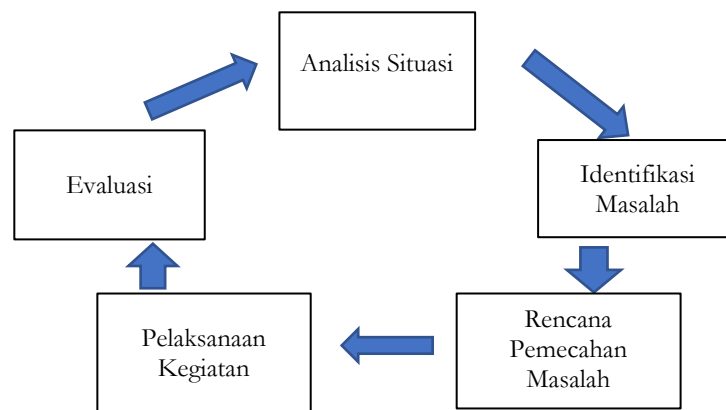 Analisis Situasi
Identifikasi
Masalah
Rencana
Pemecahan
Masalah
Pelaksanaan
Kegiatan
Evaluasi